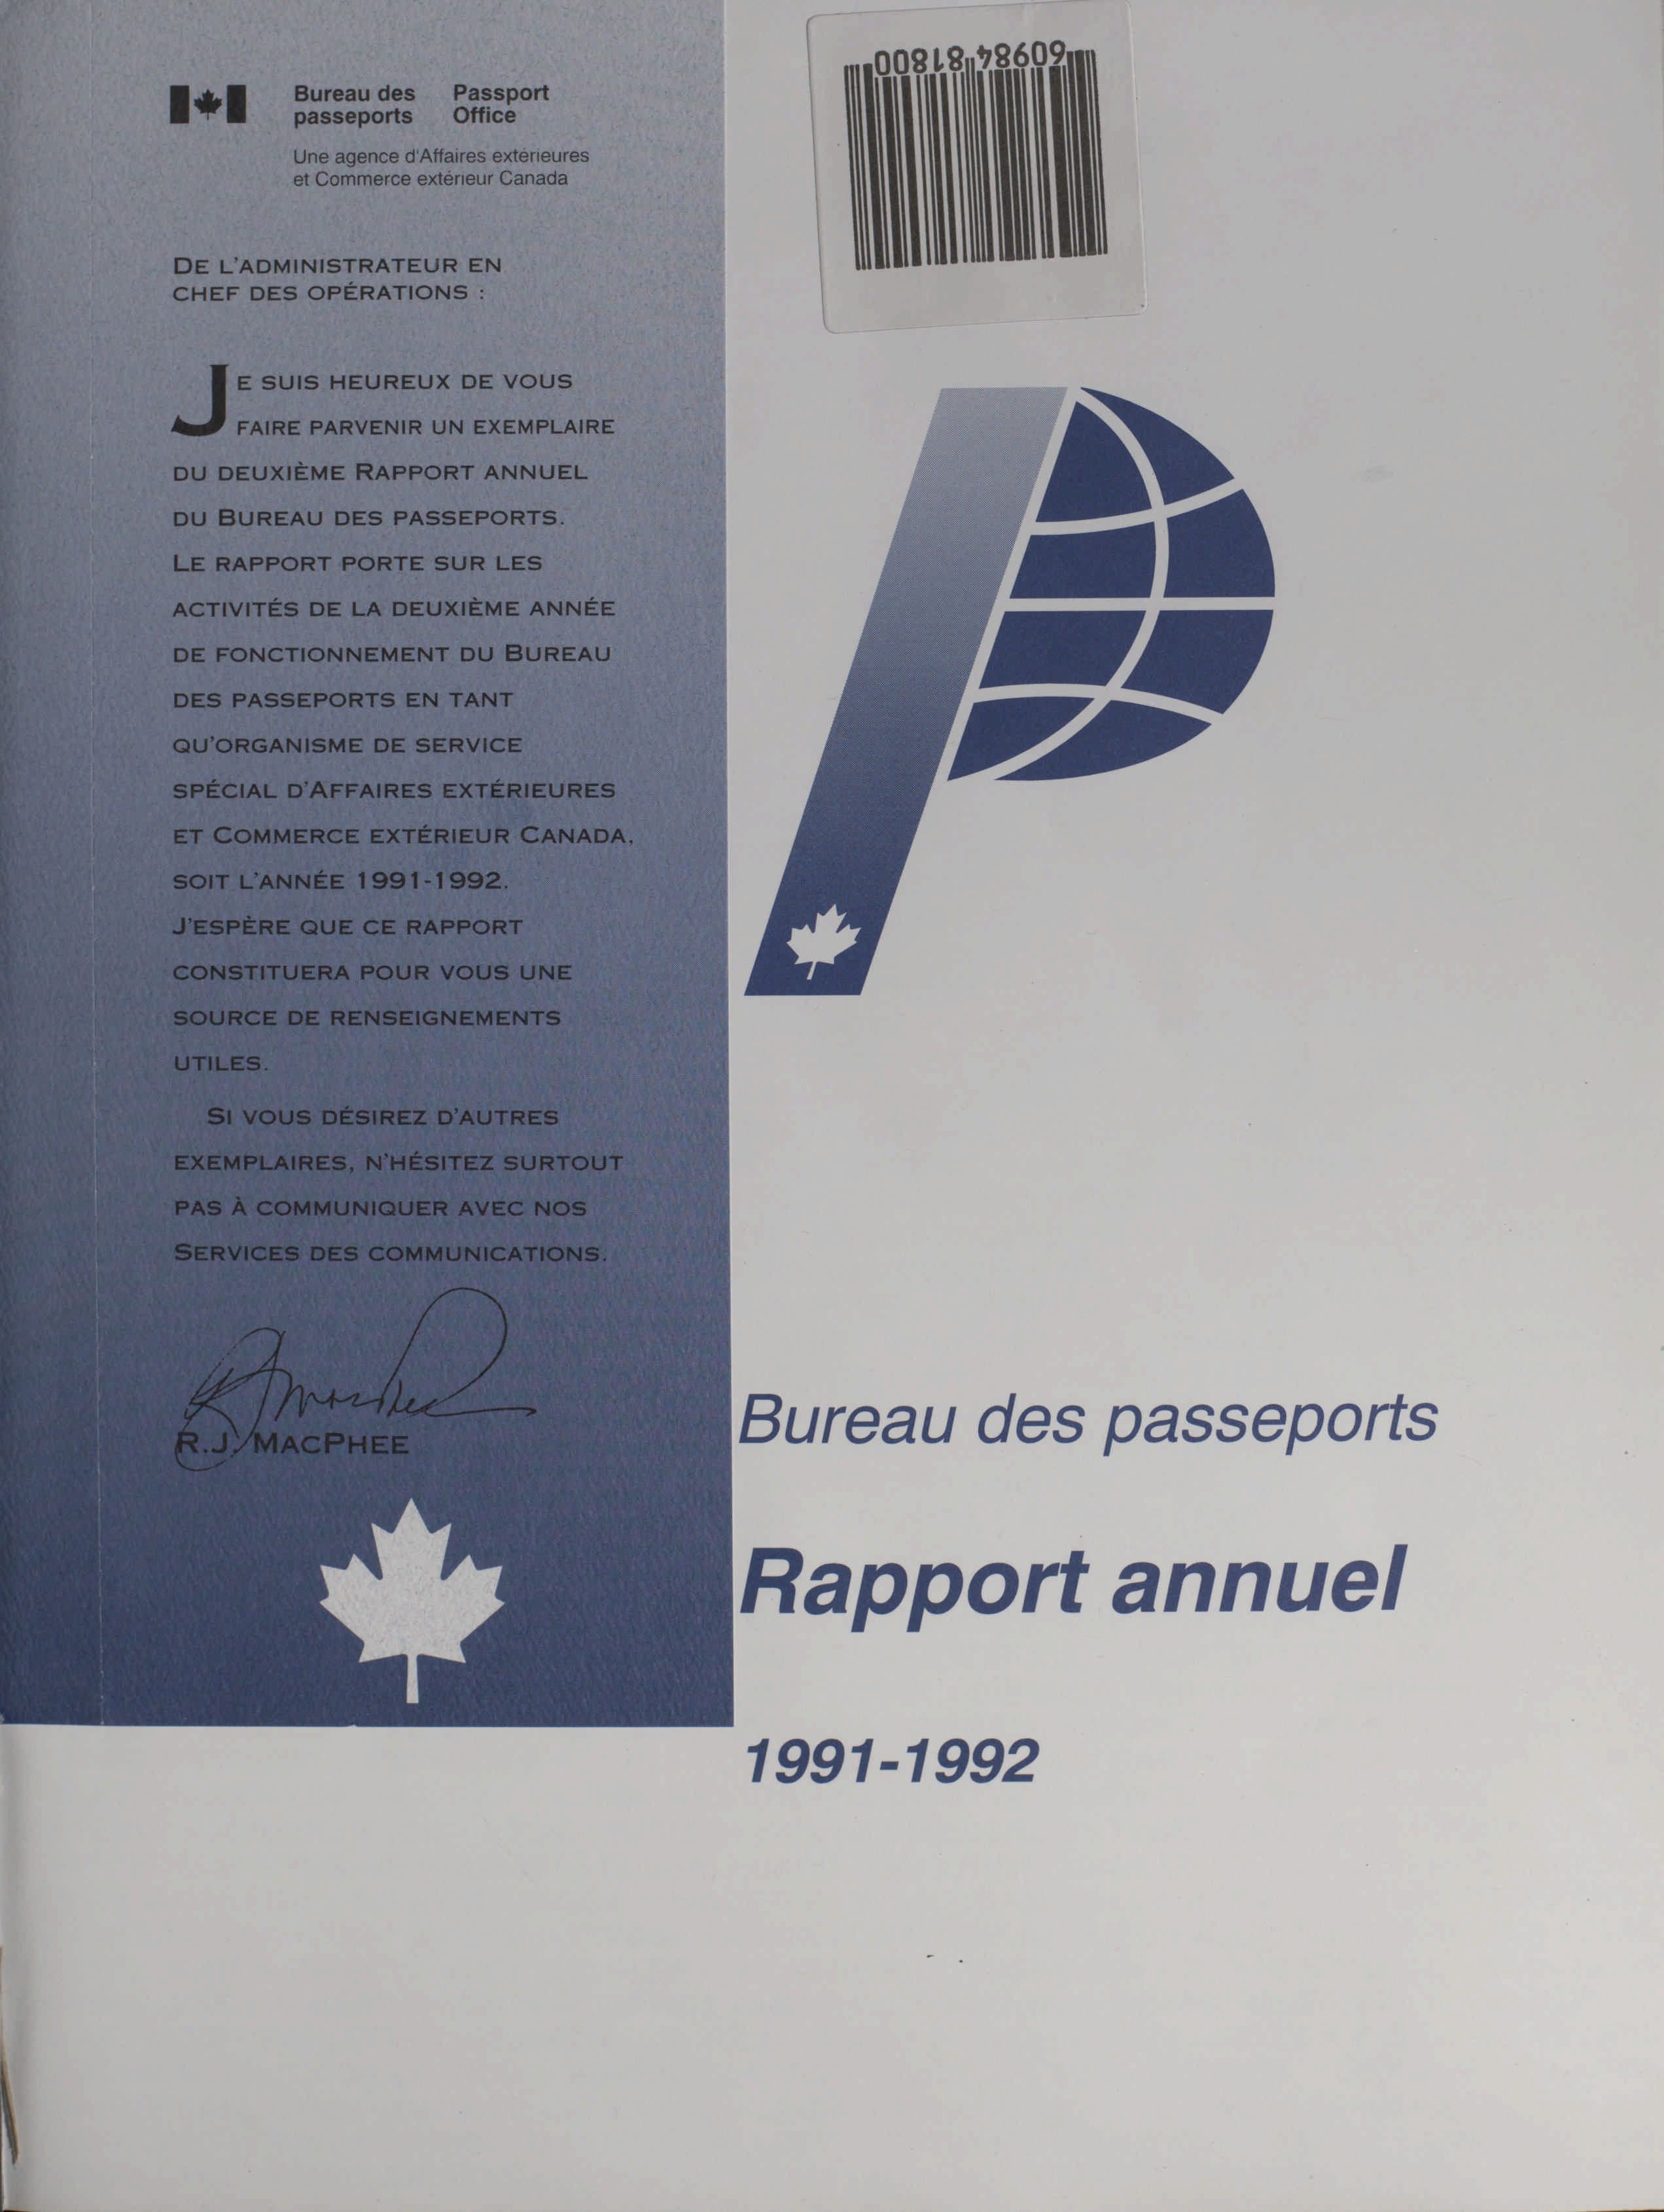 60984 81800
Bureau des passeports
Passport Office
Une agence d'Affaires extérieures
et Commerce extérieur Canada
DE L'ADMINISTRATEUR EN
CHEF DES OPÉRATIONS :
JE SUIS HEUREUX DE VOUS
FAIRE PARVENIR UN EXEMPLAIRE
DU DEUXIÈME RAPPORT ANNUEL
DU BUREAU DES PASSEPORTS.
LE RAPPORT PORTE SUR LES
ACTIVITÉS DE LA DEUXIÈME ANNÉE
DE FONCTIONNEMENT DU BUREAU
DES PASSEPORTS EN TANT
QU'ORGANISME DE SERVICE
SPÉCIAL D'AFFAIRES EXTÉRIEURES
ET COMMERCE EXTÉRIEUR CANADA,
SOIT L'ANNÉE 1991-1992.
J'ESPÈRE QUE CE RAPPORT
CONSTITUERA POUR VOUS UNE
SOURCE DE RENSEIGNEMENTS
UTILES.
SI VOUS DÉSIREZ D'AUTRES
EXEMPLAIRES, N'HÉSITEZ SURTOUT
PAS À COMMUNIQUER AVEC NOS
SERVICES DES COMMUNICATIONS.
R.J. MACPHEE
Bureau des passeports
Rapport annuel
1991-1992